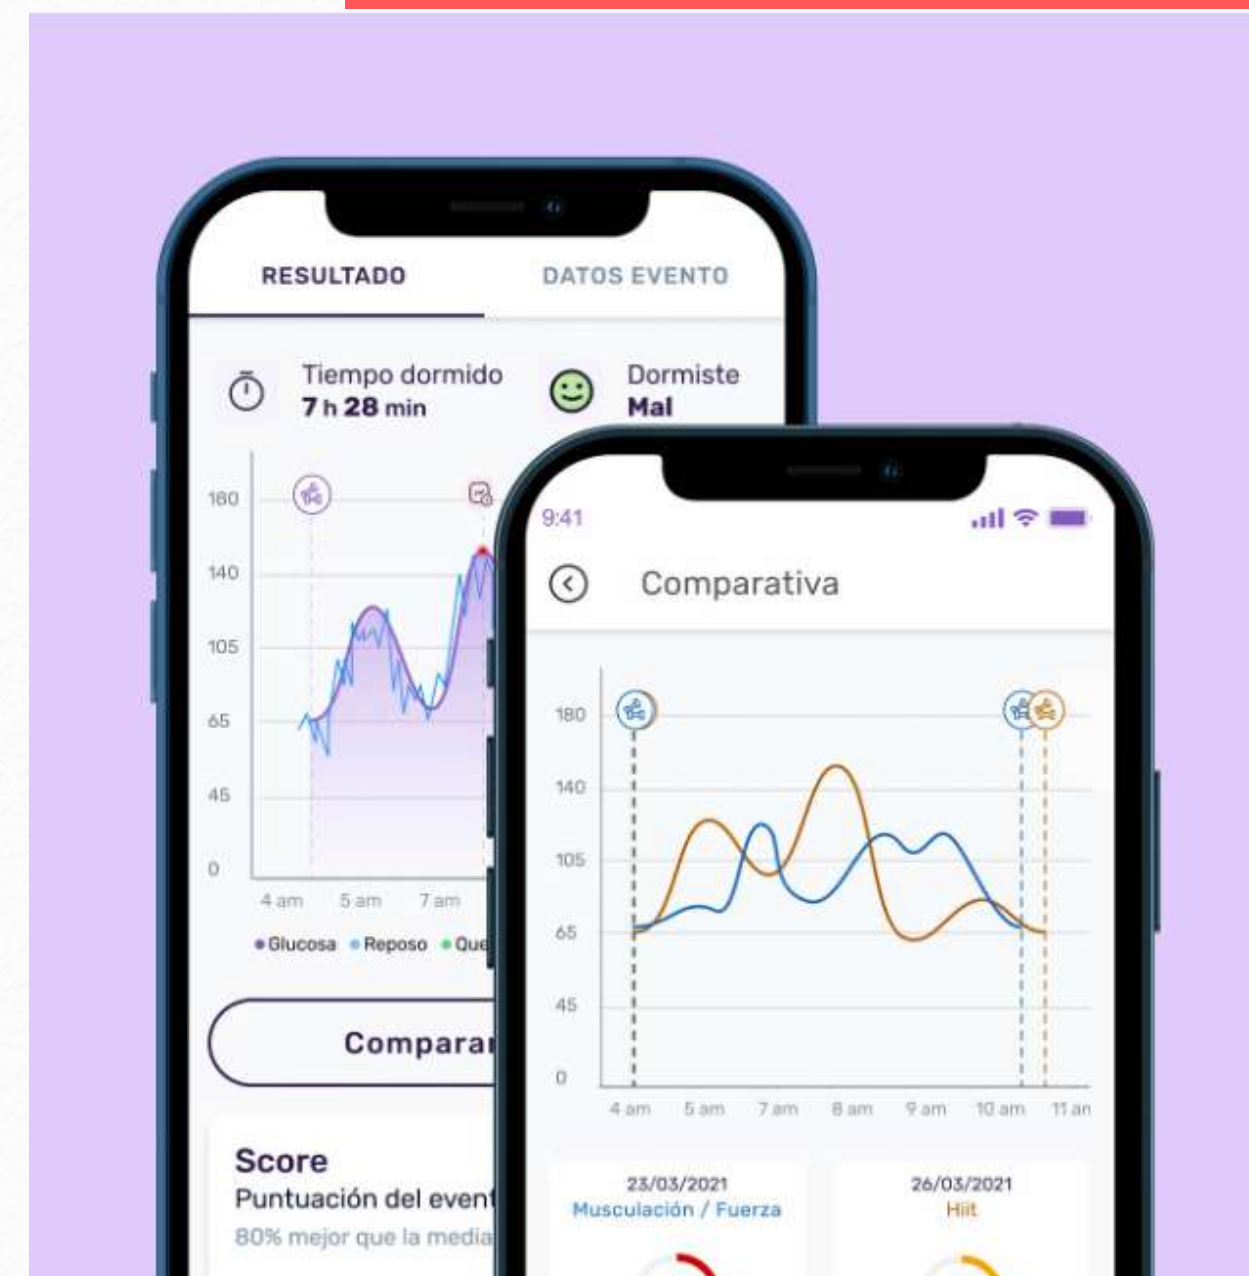 RESULTADO
DATOS EVENTO
Tiempo dormido
7 h 28 min
Dormiste
Mal
180
140
105
65
45
0
4 am 5 am 7 am
Glucosa Reposo Que
Comparar
Score
Puntuación del event
80% mejor que la media
9:41
Comparativa
180
140
105
65
45
0
4 am 5 am 7 am 8 am 9 am 10 am 11 am
23/03/2021
Musculación / Fuerza
26/03/2021
Hiit